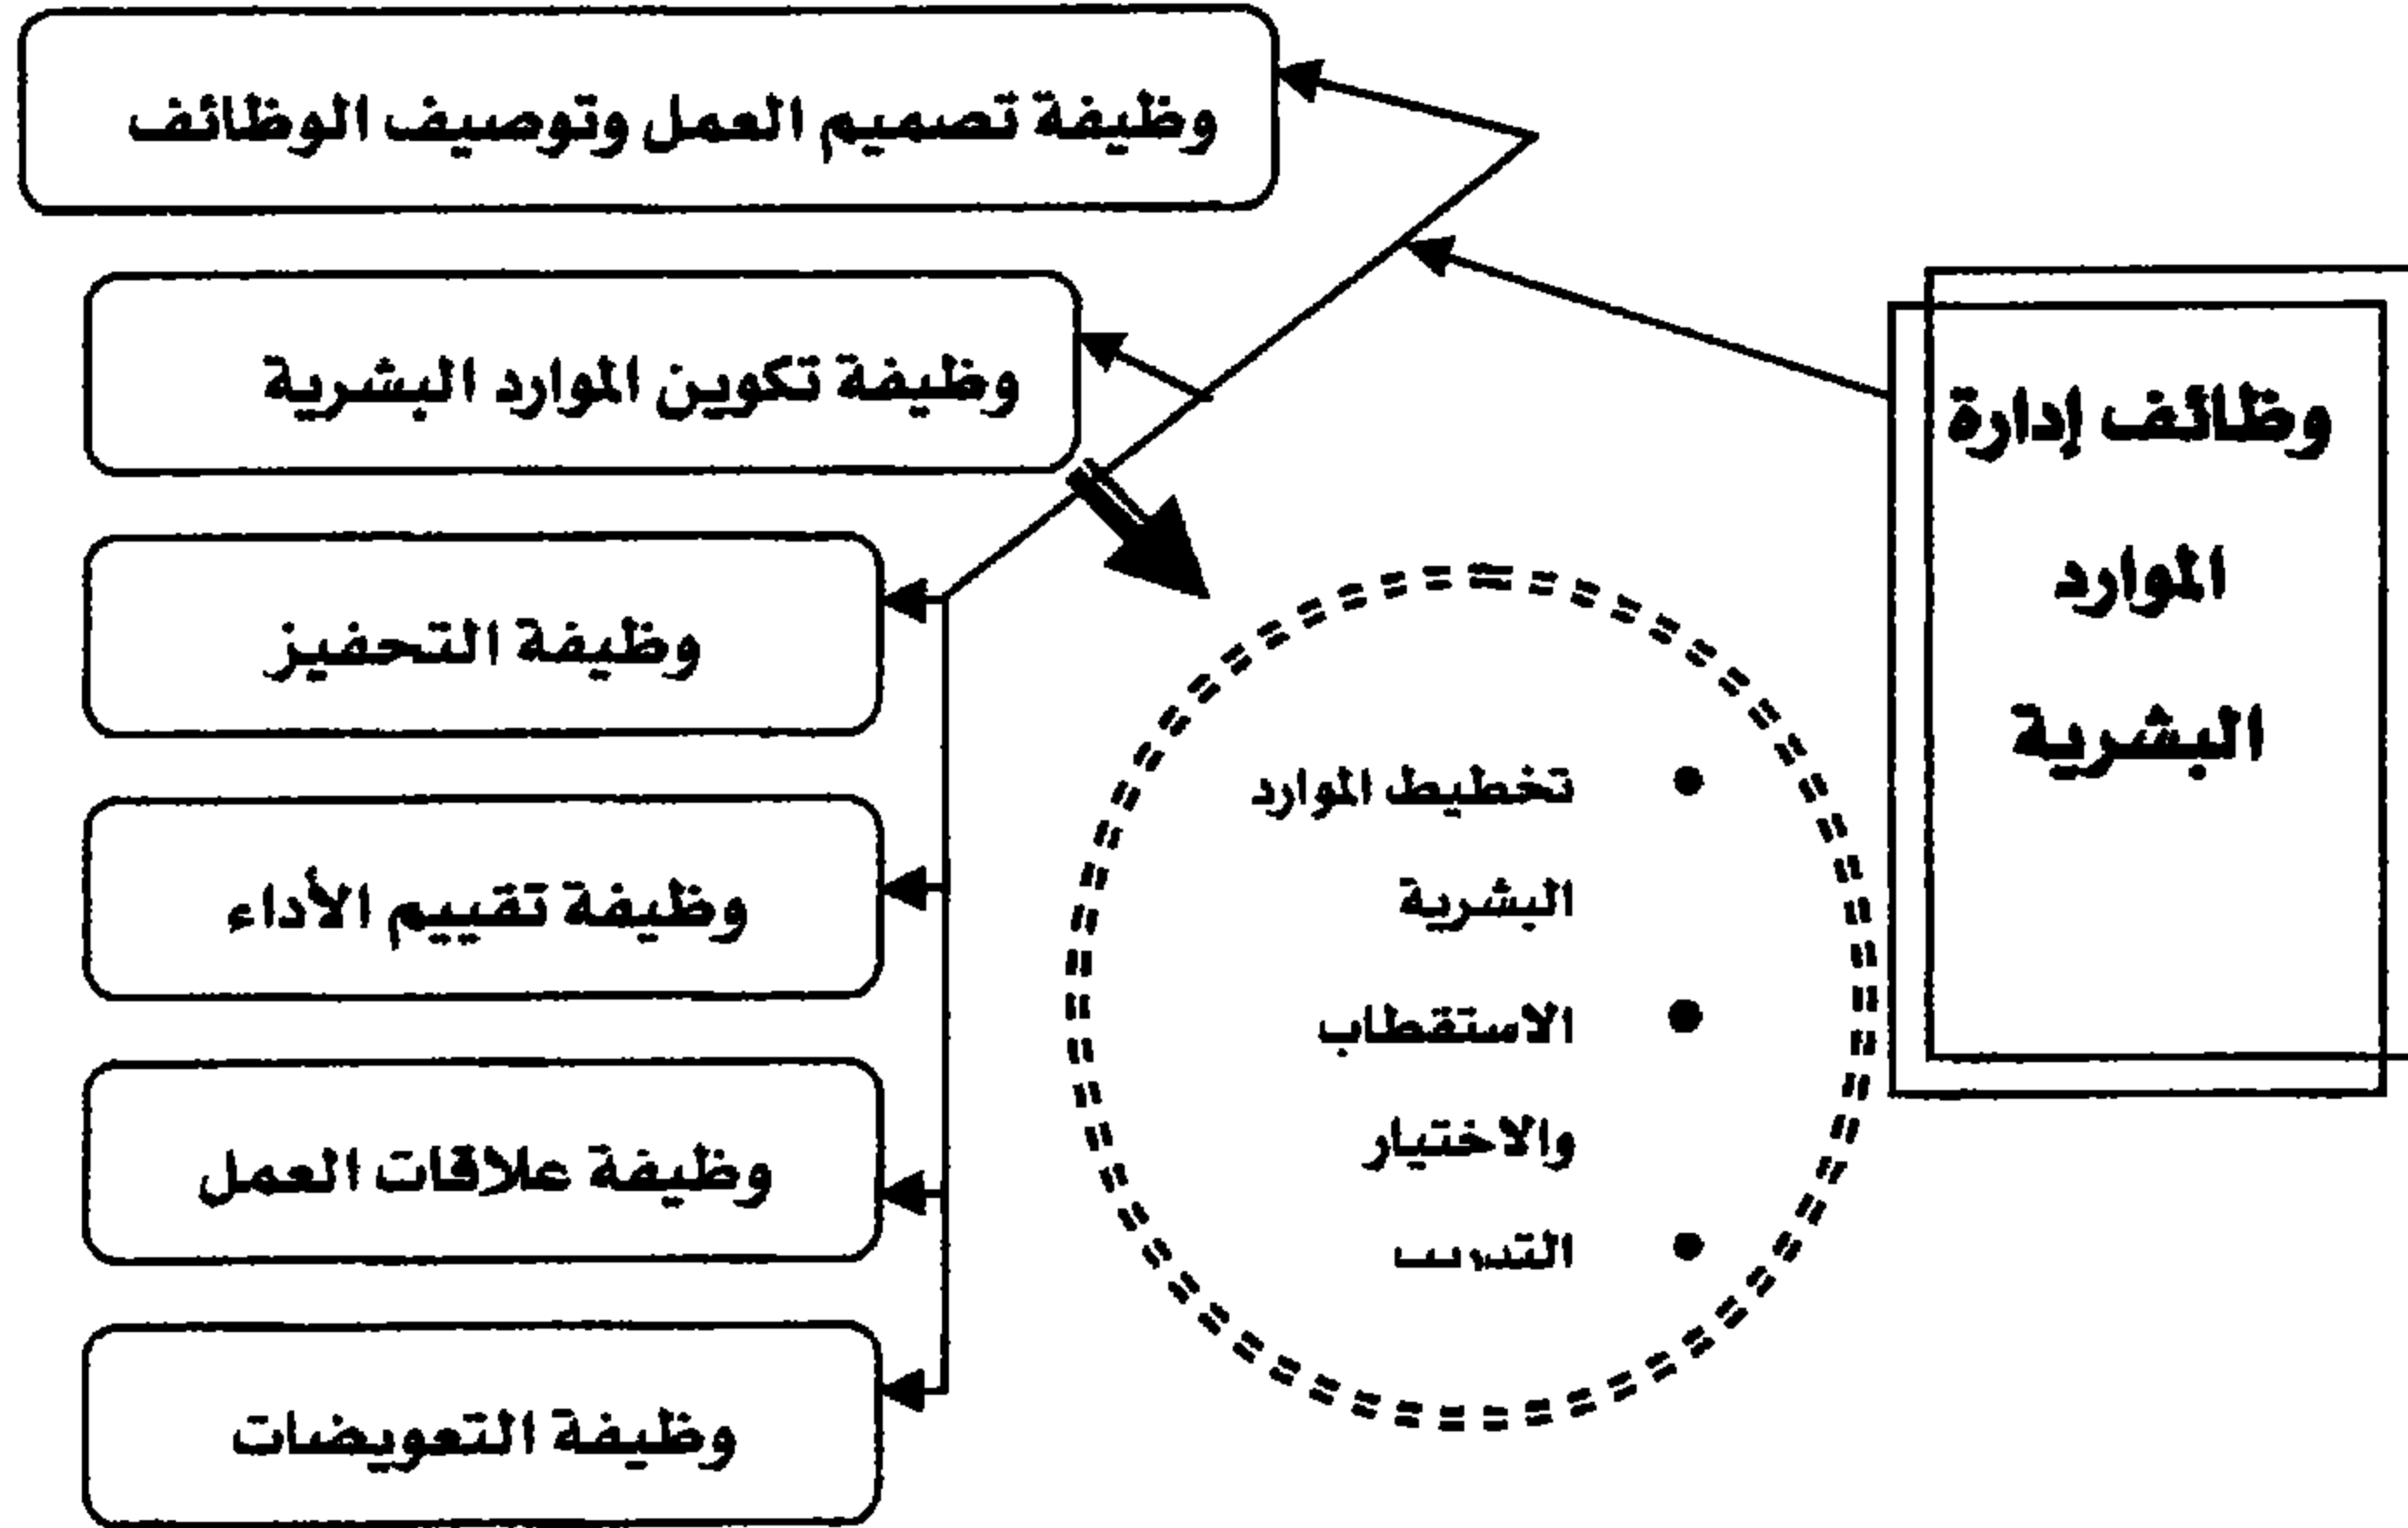 وظائف إدارة
الموارد
البشرية
وظيفة تصميم العمل وتوصيف الوظائف
وظيفة تكوين الموارد البشرية
وظيفة التحفيز
وظيفة تقييم الأداء
وظيفة علاقات العمل
وظيفة التعويضات
• تخطيط الموارد
البشرية
• الاستقطاب
والاختيار
• التدريب